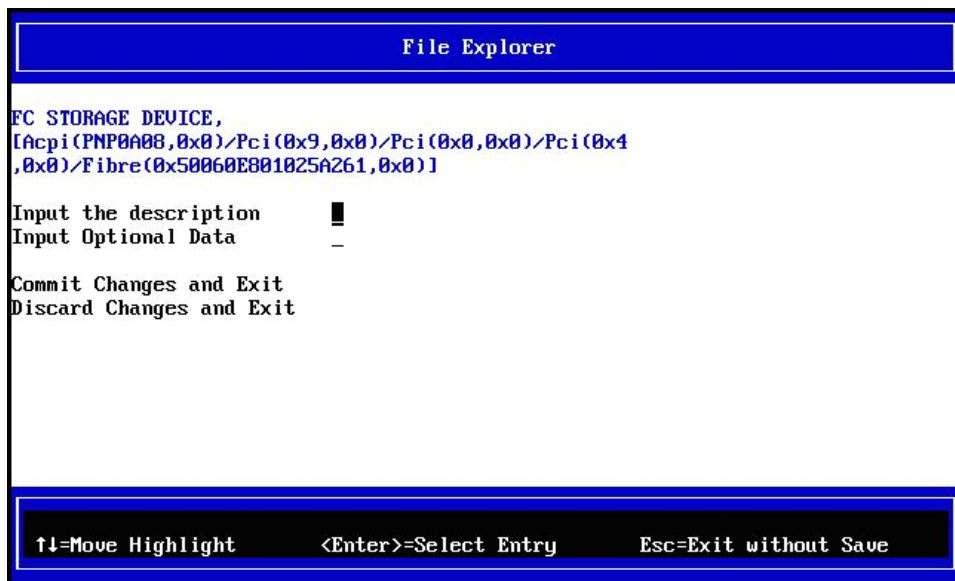 File Explorer
FC STORAGE DEVICE,
[Acpi(PNP0A08,0x0)/Pci(0x9,0x0)/Pci(0x0,0x0)/Pci(0x4
,0x0)/Fibre(0x50060E801025A261,0x0)]
Input the description _
Input Optional Data _
Commit Changes and Exit
Discard Changes and Exit
↑↓=Move Highlight <Enter>=Select Entry Esc=Exit without Save